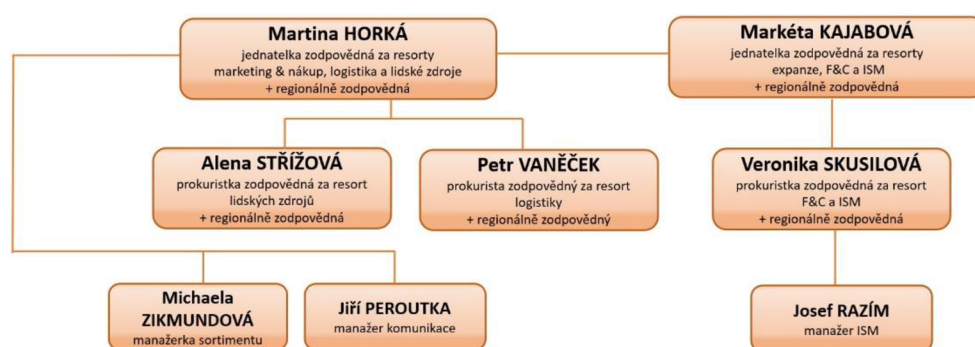 Martina HORKÁ
jednatelka zodpovědná za resorty
marketing & nákup, logistika a lidské zdroje
+ regionálně zodpovědná
Markéta KAJABOVÁ
jednatelka zodpovědná za resorty
expanze, F&C a ISM
+ regionálně zodpovědná
Alena STŘÍŽOVÁ
prokuristka zodpovědná za resort
lidských zdrojů
+ regionálně zodpovědná
Petr VANĚČEK
prokurista zodpovědný za resort
logistiky
+ regionálně zodpovědný
Veronika SKUSILOVÁ
prokuristka zodpovědná za resort
F&C a ISM
+ regionálně zodpovědná
Michaela
ZIKMUNDOVÁ
manažerka sortimentu
Jiří PEROUTKA
manažer komunikace
Josef RAZÍM
manažer ISM